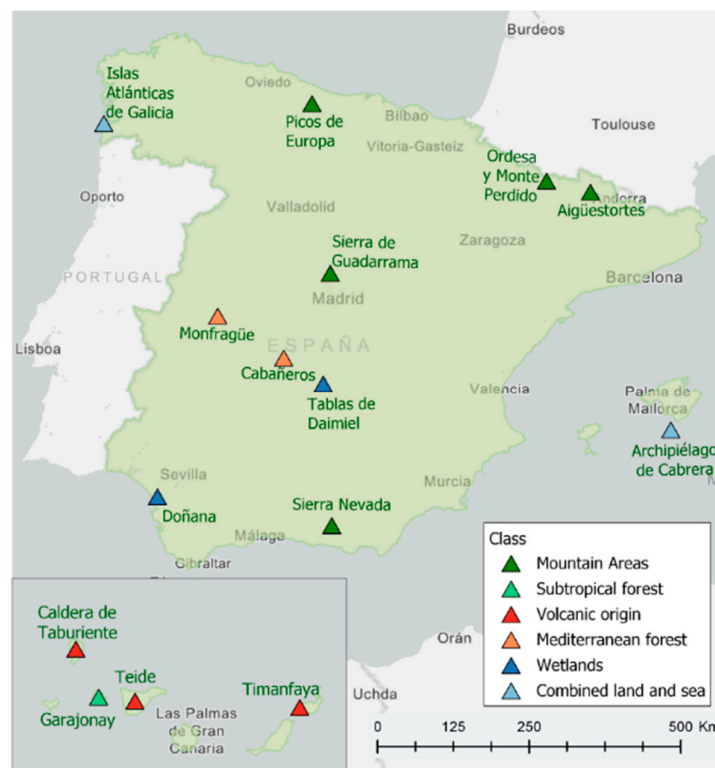 Burdeos
Islas
Atlánticas
de Galicia
Oviedo
Picos de
Europa
Bilbao
Vitoria-Gasteiz
Toulouse
Ordesa
y Monte
Perdido
Andorra
Aigüestortes
Oporto
Valladolid
Zaragoza
Sierra de
Guadarrama
Barcelona
PORTUGAL
Madrid
Monfragüe
ESPAÑA
Lisboa
Cabañeros
Tablas de
Daimiel
Valencia
Palma de
Mallorca
Archipiélago
de Cabrera
Sevilla
Murcia
Doñana
Sierra Nevada
Málaga
Gibraltar
Class
Mountain Areas
Subtropical forest
Volcanic origin
Mediterranean forest
Wetlands
Combined land and sea
Caldera de
Taburiente
Teide
Timanfaya
Garajonay
Las Palmas
de Gran
Canaria
Orán
Uchda
0 125 250 500 Km